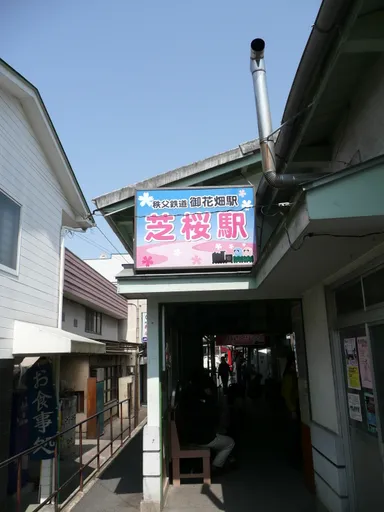 秩父鉄道 御花畑駅
芝桜駅
お食事処